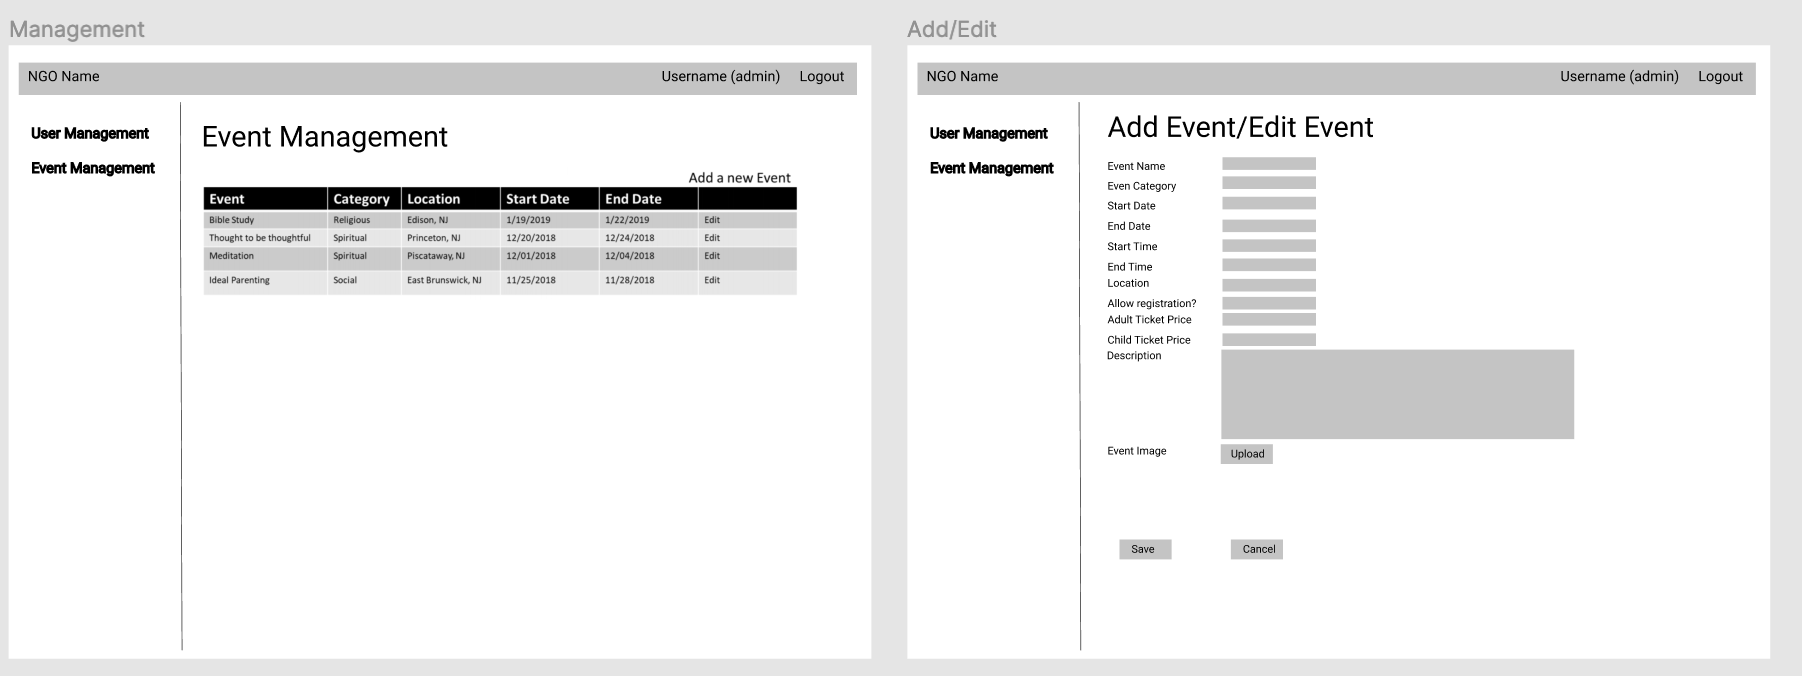 Management
NGO Name Username (admin) Logout
User Management
Event Management
Event Management
Add a new Event
Event Category Location Start Date End Date
Bible Study Religious Edison, NJ 1/19/2019 1/22/2019 Edit
Thought to be thoughtful Spiritual Princeton, NJ 12/20/2018 12/24/2018 Edit
Meditation Spiritual Piscataway, NJ 12/01/2018 12/04/2018 Edit
Ideal Parenting Social East Brunswick, NJ 11/25/2018 11/28/2018 Edit
Add/Edit
NGO Name Username (admin) Logout
User Management
Event Management
Add Event/Edit Event
Event Name
Even Category
Start Date
End Date
Start Time
End Time
Location
Allow registration?
Adult Ticket Price
Child Ticket Price
Description
Event Image Upload
Save Cancel